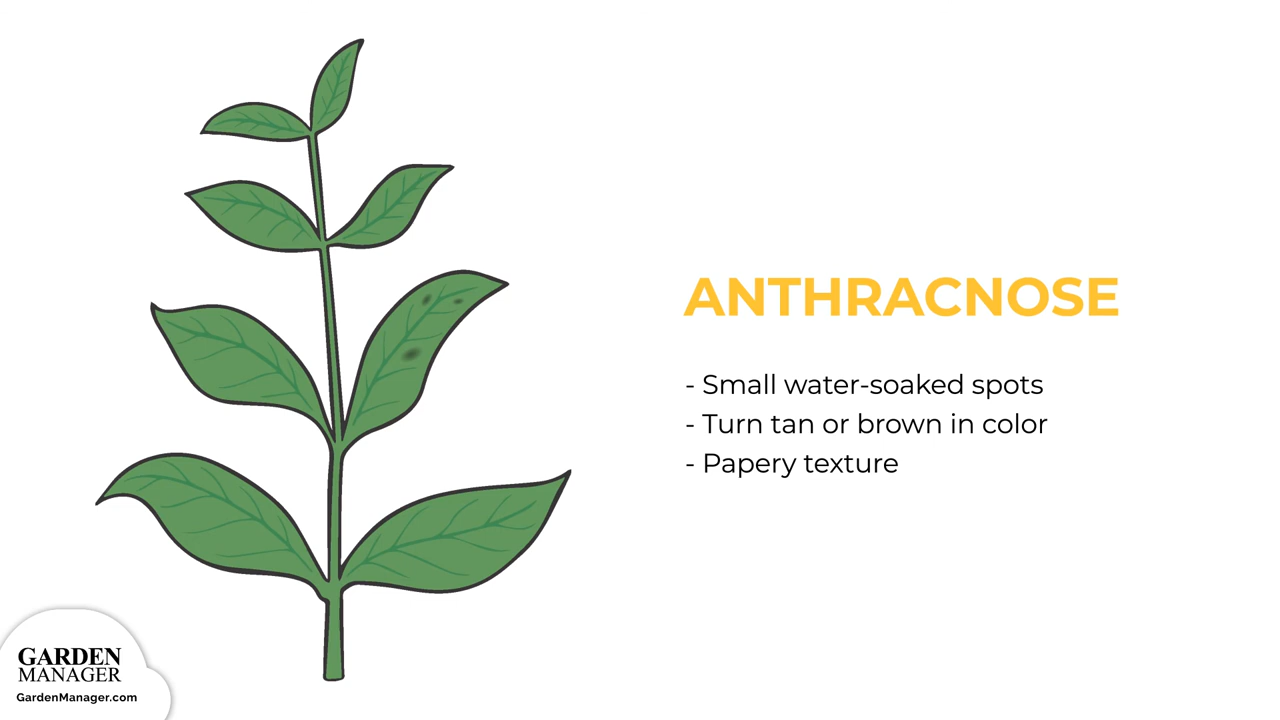 ANTHRACNOSE
- Small water-soaked spots
- Turn tan or brown in color
- Papery texture
GARDEN
MANAGER
GardenManager.com